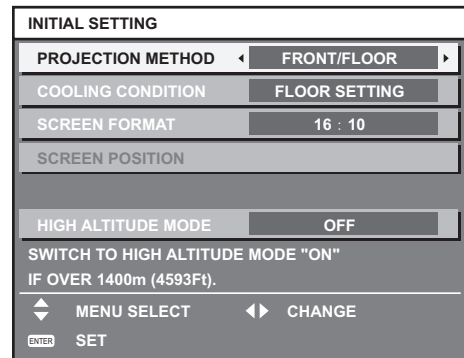 INITIAL SETTING
PROJECTION METHOD FRONT/FLOOR
COOLING CONDITION FLOOR SETTING
SCREEN FORMAT 16 : 10
SCREEN POSITION
HIGH ALTITUDE MODE OFF
SWITCH TO HIGH ALTITUDE MODE "ON"
IF OVER 1400m (4593Ft).
MENU SELECT CHANGE
ENTER SET